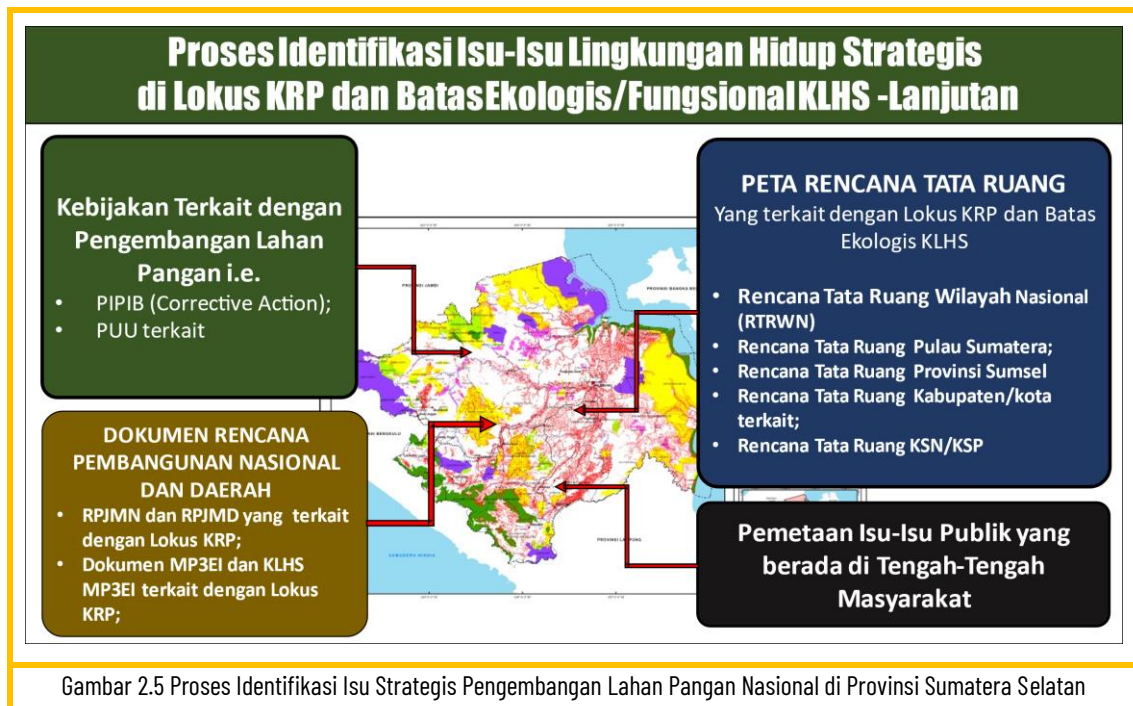 Proses Identifikasi Isu-Isu Lingkungan Hidup Strategis
di Lokus KRP dan Batas Ekologis/Fungsional KLHS -Lanjutan
Kebijakan Terkait dengan
Pengembangan Lahan
Pangan i.e.
• PIPIB (Corrective Action);
• PUU terkait
DOKUMEN RENCANA
PEMBANGUNAN NASIONAL
DAN DAERAH
• RPJMN dan RPJMD yang terkait
dengan Lokus KRP;
• Dokumen MP3EI dan KLHS
MP3EI terkait dengan Lokus
KRP;
PROVINSI JAMBI
PROVINSI BANGKA-BE
SI BENGKULU
PROVINSI LAMPUNG
SAMUDERA HINDIA
PETA RENCANA TATA RUANG
Yang terkait dengan Lokus KRP dan Batas
Ekologis KLHS
• Rencana Tata Ruang Wilayah Nasional
(RTRWN)
• Rencana Tata Ruang Pulau Sumatera;
• Rencana Tata Ruang Provinsi Sumsel
• Rencana Tata Ruang Kabupaten/kota
terkait;
• Rencana Tata Ruang KSN/KSP
Pemetaan Isu-Isu Publik yang
berada di Tengah-Tengah
Masyarakat
Gambar 2.5 Proses Identifikasi Isu Strategis Pengembangan Lahan Pangan Nasional di Provinsi Sumatera Selatan